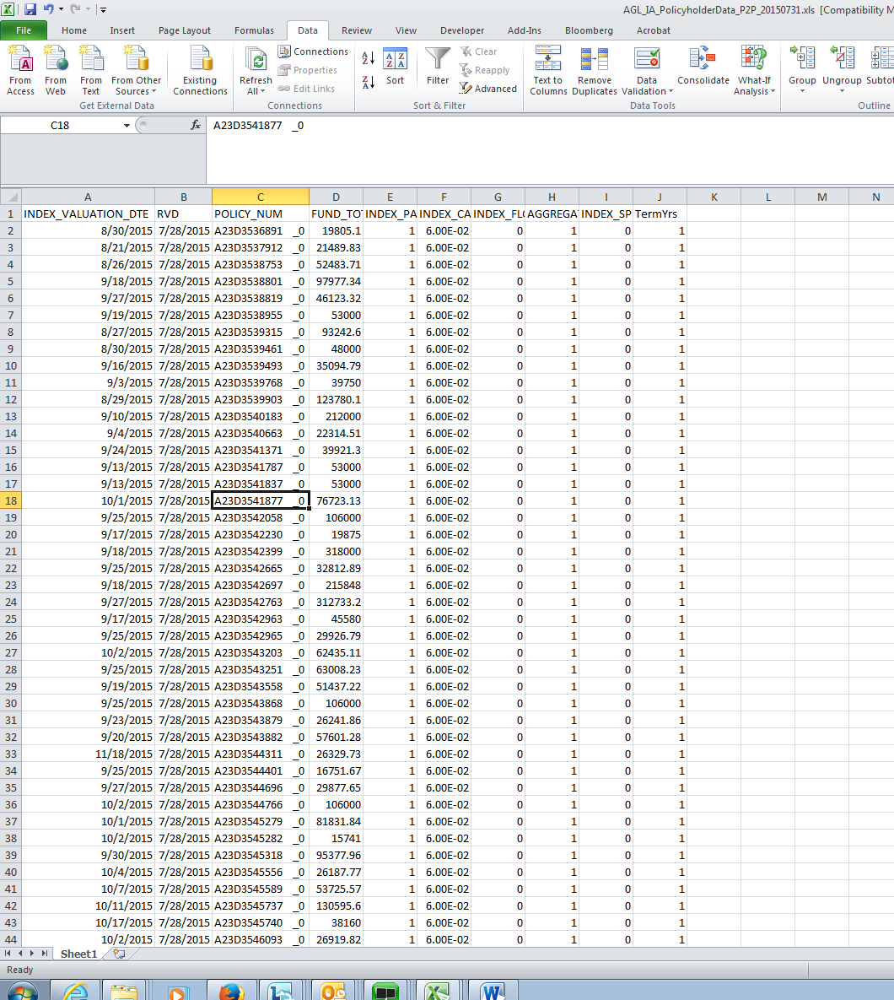 AGL_IA_PolicyholderData_P2P_20150731.xls [Compatibility M
File Home Insert Page Layout Formulas Data Review View Developer Add-Ins Bloomberg Acrobat
From Access From Web From Text From Other Sources Existing Connections Refresh All Connections Properties Edit Links Sort Filter Clear Reapply Advanced Text to Columns Remove Duplicates Data Validation Consolidate What-If Analysis Group Ungroup Subtot
Get External Data Connections Sort & Filter Data Tools Outline
C18 fx A23D3541877 _0
A B C D E F G H I J K L M N
1 INDEX_VALUATION_DTE RVD POLICY_NUM FUND_TOT INDEX_PA INDEX_CA INDEX_FLO AGGREGAT INDEX_SP TermYrs
2 8/30/2015 7/28/2015 A23D3536891 _0 19805.1 1 6.00E-02 0 1 0 1
3 8/21/2015 7/28/2015 A23D3537912 _0 21489.83 1 6.00E-02 0 1 0 1
4 8/26/2015 7/28/2015 A23D3538753 _0 52483.71 1 6.00E-02 0 1 0 1
5 9/18/2015 7/28/2015 A23D3538801 _0 97977.34 1 6.00E-02 0 1 0 1
6 9/27/2015 7/28/2015 A23D3538819 _0 46123.32 1 6.00E-02 0 1 0 1
7 9/19/2015 7/28/2015 A23D3538955 _0 53000 1 6.00E-02 0 1 0 1
8 8/27/2015 7/28/2015 A23D3539315 _0 93242.6 1 6.00E-02 0 1 0 1
9 8/30/2015 7/28/2015 A23D3539461 _0 48000 1 6.00E-02 0 1 0 1
10 9/16/2015 7/28/2015 A23D3539493 _0 35094.79 1 6.00E-02 0 1 0 1
11 9/3/2015 7/28/2015 A23D3539768 _0 39750 1 6.00E-02 0 1 0 1
12 8/29/2015 7/28/2015 A23D3539903 _0 123780.1 1 6.00E-02 0 1 0 1
13 9/10/2015 7/28/2015 A23D3540183 _0 212000 1 6.00E-02 0 1 0 1
14 9/4/2015 7/28/2015 A23D3540663 _0 22314.51 1 6.00E-02 0 1 0 1
15 9/24/2015 7/28/2015 A23D3541371 _0 39921.3 1 6.00E-02 0 1 0 1
16 9/13/2015 7/28/2015 A23D3541787 _0 53000 1 6.00E-02 0 1 0 1
17 9/13/2015 7/28/2015 A23D3541837 _0 53000 1 6.00E-02 0 1 0 1
18 10/1/2015 7/28/2015 A23D3541877 _0 76723.13 1 6.00E-02 0 1 0 1
19 9/25/2015 7/28/2015 A23D3542058 _0 106000 1 6.00E-02 0 1 0 1
20 9/17/2015 7/28/2015 A23D3542230 _0 19875 1 6.00E-02 0 1 0 1
21 9/18/2015 7/28/2015 A23D3542399 _0 318000 1 6.00E-02 0 1 0 1
22 9/25/2015 7/28/2015 A23D3542665 _0 32812.89 1 6.00E-02 0 1 0 1
23 9/18/2015 7/28/2015 A23D3542697 _0 215848 1 6.00E-02 0 1 0 1
24 9/27/2015 7/28/2015 A23D3542763 _0 312733.2 1 6.00E-02 0 1 0 1
25 9/17/2015 7/28/2015 A23D3542963 _0 45580 1 6.00E-02 0 1 0 1
26 9/25/2015 7/28/2015 A23D3542965 _0 29926.79 1 6.00E-02 0 1 0 1
27 10/2/2015 7/28/2015 A23D3543203 _0 62435.11 1 6.00E-02 0 1 0 1
28 9/25/2015 7/28/2015 A23D3543251 _0 63008.23 1 6.00E-02 0 1 0 1
29 9/19/2015 7/28/2015 A23D3543558 _0 51437.22 1 6.00E-02 0 1 0 1
30 9/25/2015 7/28/2015 A23D3543868 _0 106000 1 6.00E-02 0 1 0 1
31 9/23/2015 7/28/2015 A23D3543879 _0 26241.86 1 6.00E-02 0 1 0 1
32 9/20/2015 7/28/2015 A23D3543882 _0 57601.28 1 6.00E-02 0 1 0 1
33 11/18/2015 7/28/2015 A23D3544311 _0 26329.73 1 6.00E-02 0 1 0 1
34 9/25/2015 7/28/2015 A23D3544401 _0 16751.67 1 6.00E-02 0 1 0 1
35 9/27/2015 7/28/2015 A23D3544696 _0 29877.65 1 6.00E-02 0 1 0 1
36 10/2/2015 7/28/2015 A23D3544766 _0 106000 1 6.00E-02 0 1 0 1
37 10/1/2015 7/28/2015 A23D3545279 _0 81831.84 1 6.00E-02 0 1 0 1
38 10/2/2015 7/28/2015 A23D3545282 _0 15741 1 6.00E-02 0 1 0 1
39 9/30/2015 7/28/2015 A23D3545318 _0 95377.96 1 6.00E-02 0 1 0 1
40 10/4/2015 7/28/2015 A23D3545556 _0 26187.77 1 6.00E-02 0 1 0 1
41 10/7/2015 7/28/2015 A23D3545589 _0 53725.57 1 6.00E-02 0 1 0 1
42 10/11/2015 7/28/2015 A23D3545737 _0 130595.6 1 6.00E-02 0 1 0 1
43 10/17/2015 7/28/2015 A23D3545740 _0 38160 1 6.00E-02 0 1 0 1
44 10/2/2015 7/28/2015 A23D3546093 _0 26919.82 1 6.00E-02 0 1 0 1
Sheet1
Ready